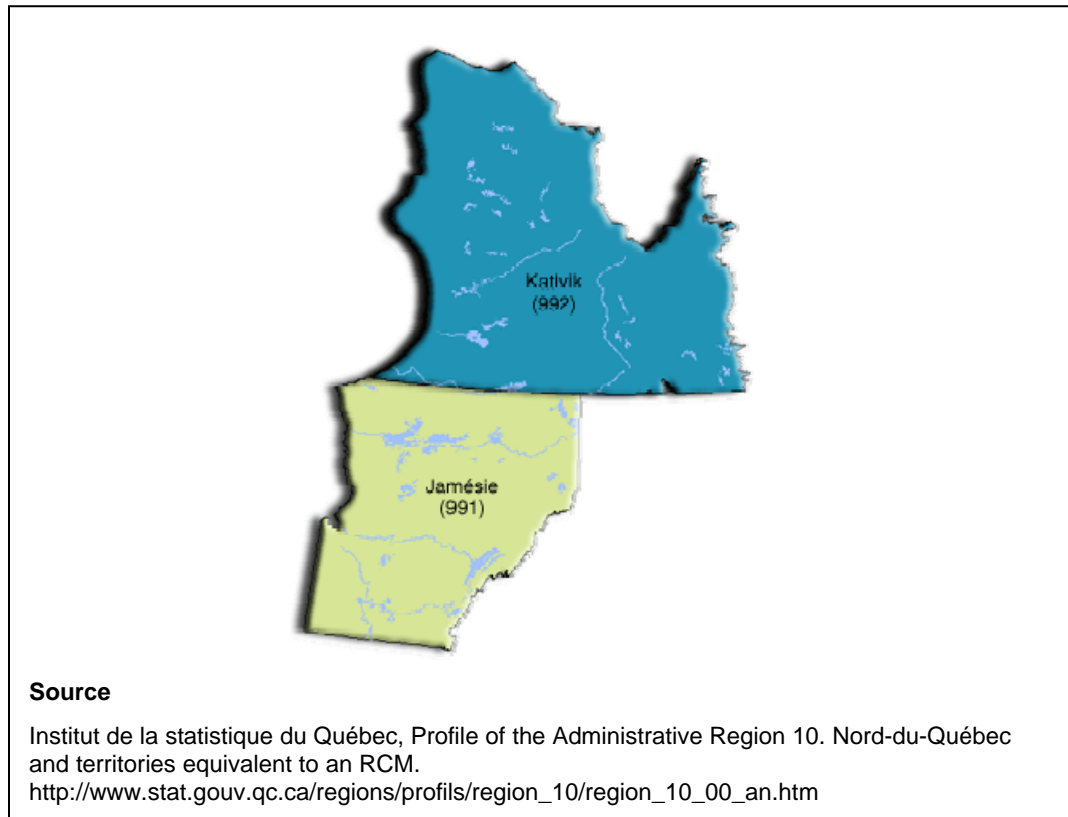 Kativik
(992)
Jamésie
(991)
Source
Institut de la statistique du Québec, Profile of the Administrative Region 10. Nord-du-Québec
and territories equivalent to an RCM.
http://www.stat.gouv.qc.ca/regions/profils/region_10/region_10_00_an.htm